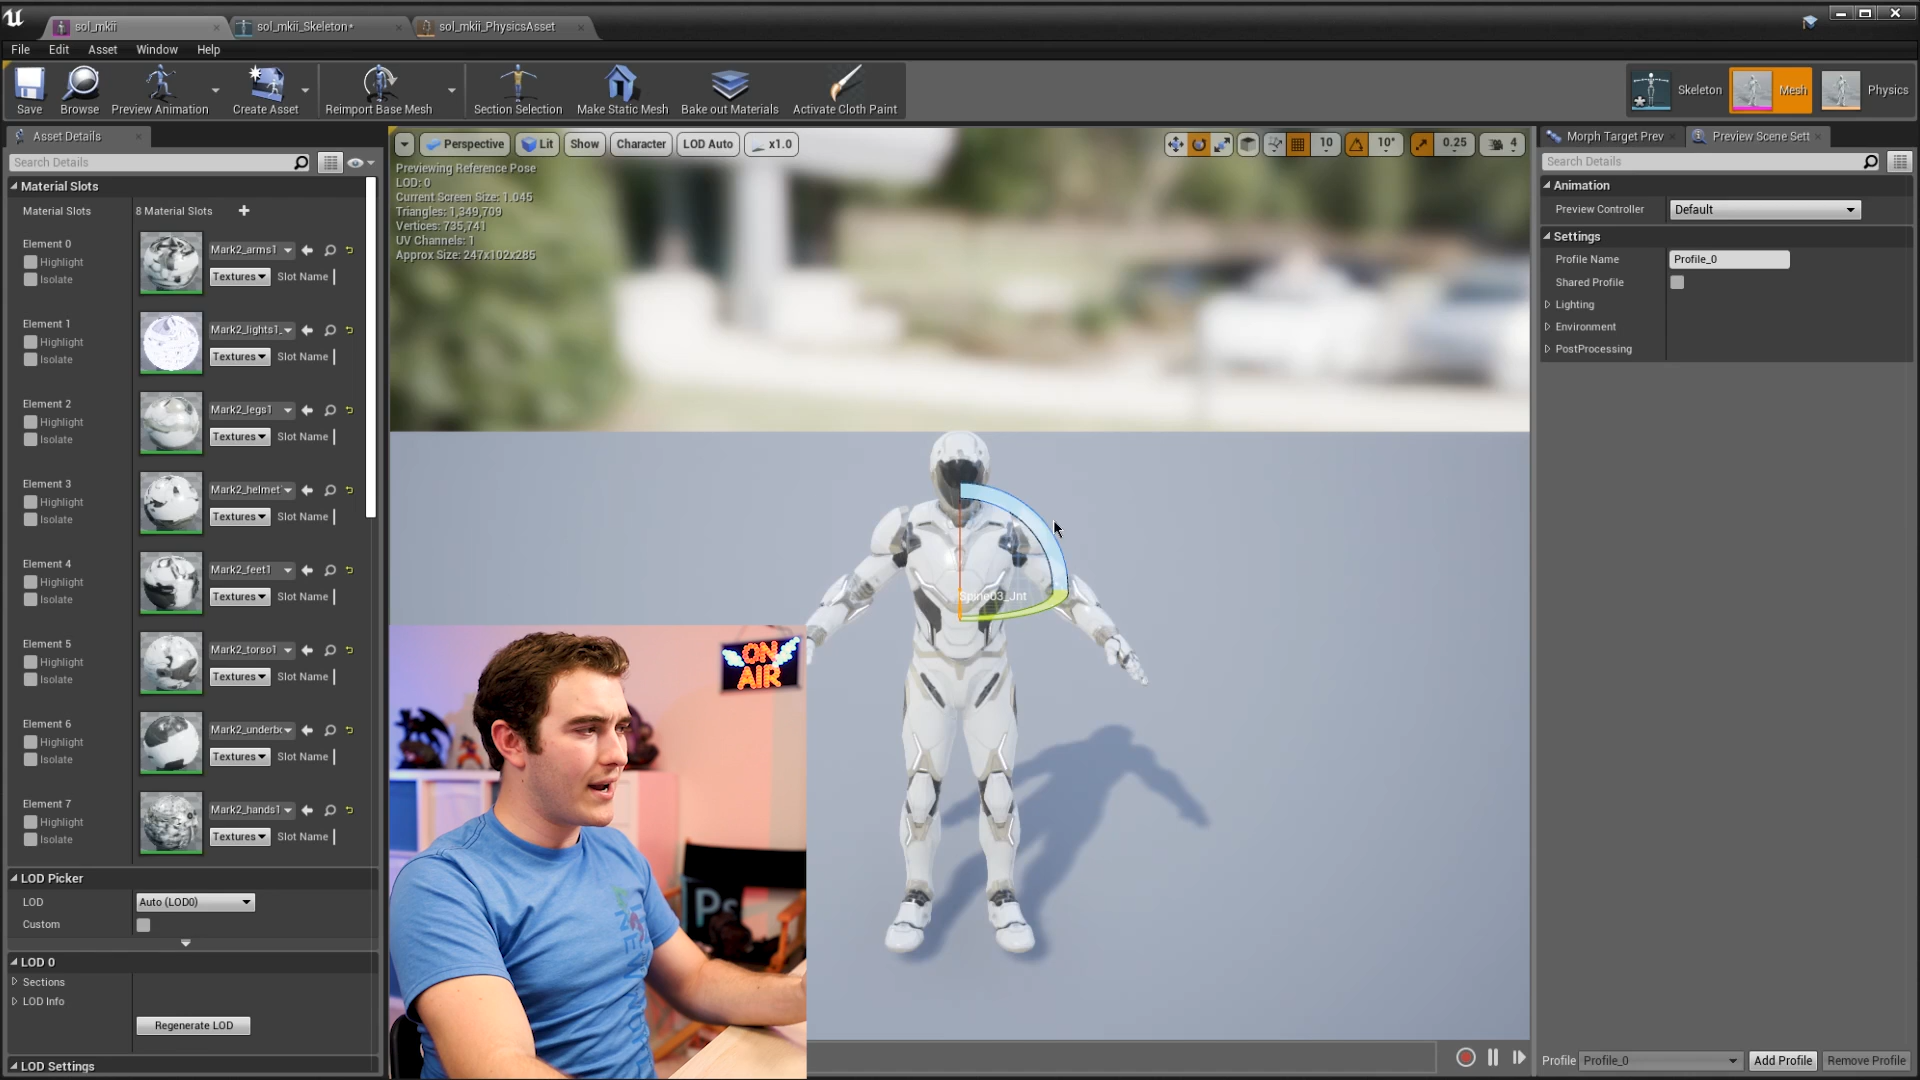 sol_mkii
sol_mkii_Skeleton*
sol_mkii_PhysicsAsset
File Edit Asset Window Help
Save
Browse
Preview Animation
Create Asset
Reimport Base Mesh
Section Selection
Make Static Mesh
Bake out Materials
Activate Cloth Paint
Skeleton
Mesh
Physics
Asset Details
Search Details
Material Slots
Material Slots 8 Material Slots
Element 0 Mark2_arms1
Highlight
Isolate Textures Slot Name
Element 1 Mark2_lights1_
Highlight
Isolate Textures Slot Name
Element 2 Mark2_legs1
Highlight
Isolate Textures Slot Name
Element 3 Mark2_helmet
Highlight
Isolate Textures Slot Name
Element 4 Mark2_feet1
Highlight
Isolate Textures Slot Name
Element 5 Mark2_torso1
Highlight
Isolate Textures Slot Name
Element 6 Mark2_underbc
Highlight
Isolate Textures Slot Name
Element 7 Mark2_hands1
Highlight
Isolate Textures Slot Name
LOD Picker
LOD Auto (LOD0)
Custom
LOD 0
Sections
LOD Info
Regenerate LOD
LOD Settings
Perspective Lit Show Character LOD Auto x1.0
10 10° 0.25 4
Previewing Reference Pose
LOD: 0
Current Screen Size: 1.045
Triangles: 1,349,709
Vertices: 735,741
UV Channels: 1
Approx Size: 247x102x285
Spine03_Jnt
ON
AIR
Ps
Morph Target Prev
Preview Scene Sett
Search Details
Animation
Preview Controller Default
Settings
Profile Name Profile_0
Shared Profile
Lighting
Environment
PostProcessing
Profile Profile_0 Add Profile Remove Profile